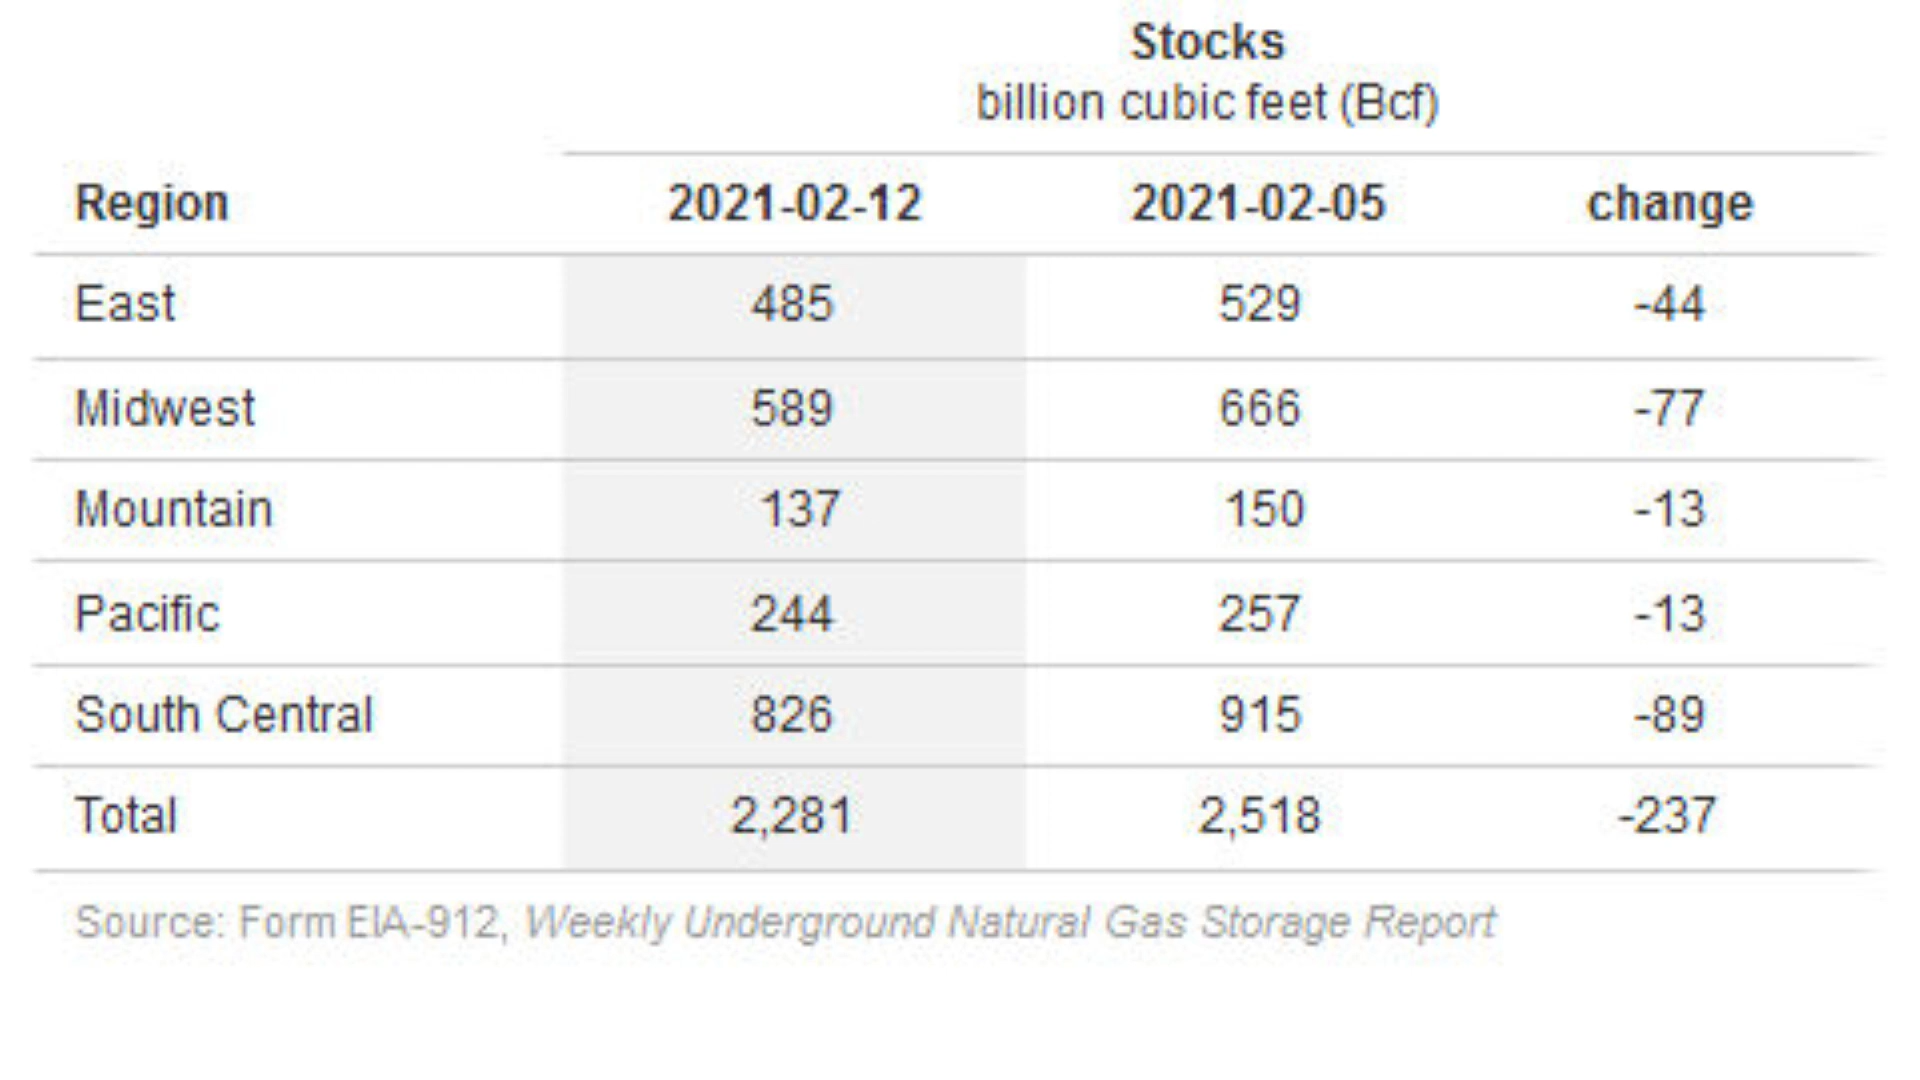 Stocks
billion cubic feet (Bcf)
Region 2021-02-12 2021-02-05 change
East 485 529 -44
Midwest 589 666 -77
Mountain 137 150 -13
Pacific 244 257 -13
South Central 826 915 -89
Total 2,281 2,518 -237
Source: Form EIA-912, Weekly Underground Natural Gas Storage Report